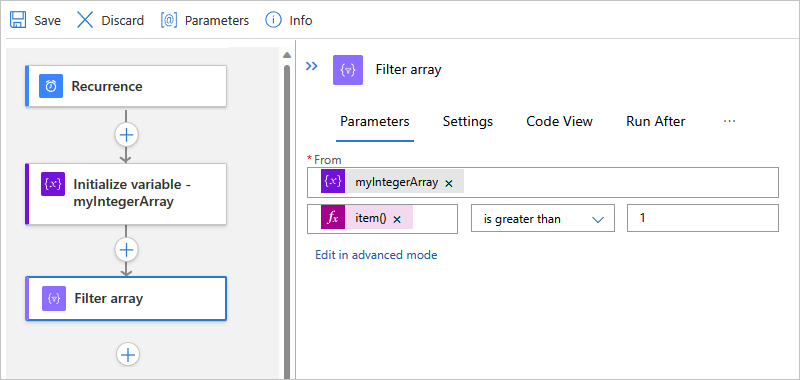 Save Discard [@] Parameters Info
Recurrence
{x} Initialize variable -
myIntegerArray
Filter array
Filter array
Parameters Settings Code View Run After ...
*From
{x} myIntegerArray ×
fx item() × is greater than 1
Edit in advanced mode